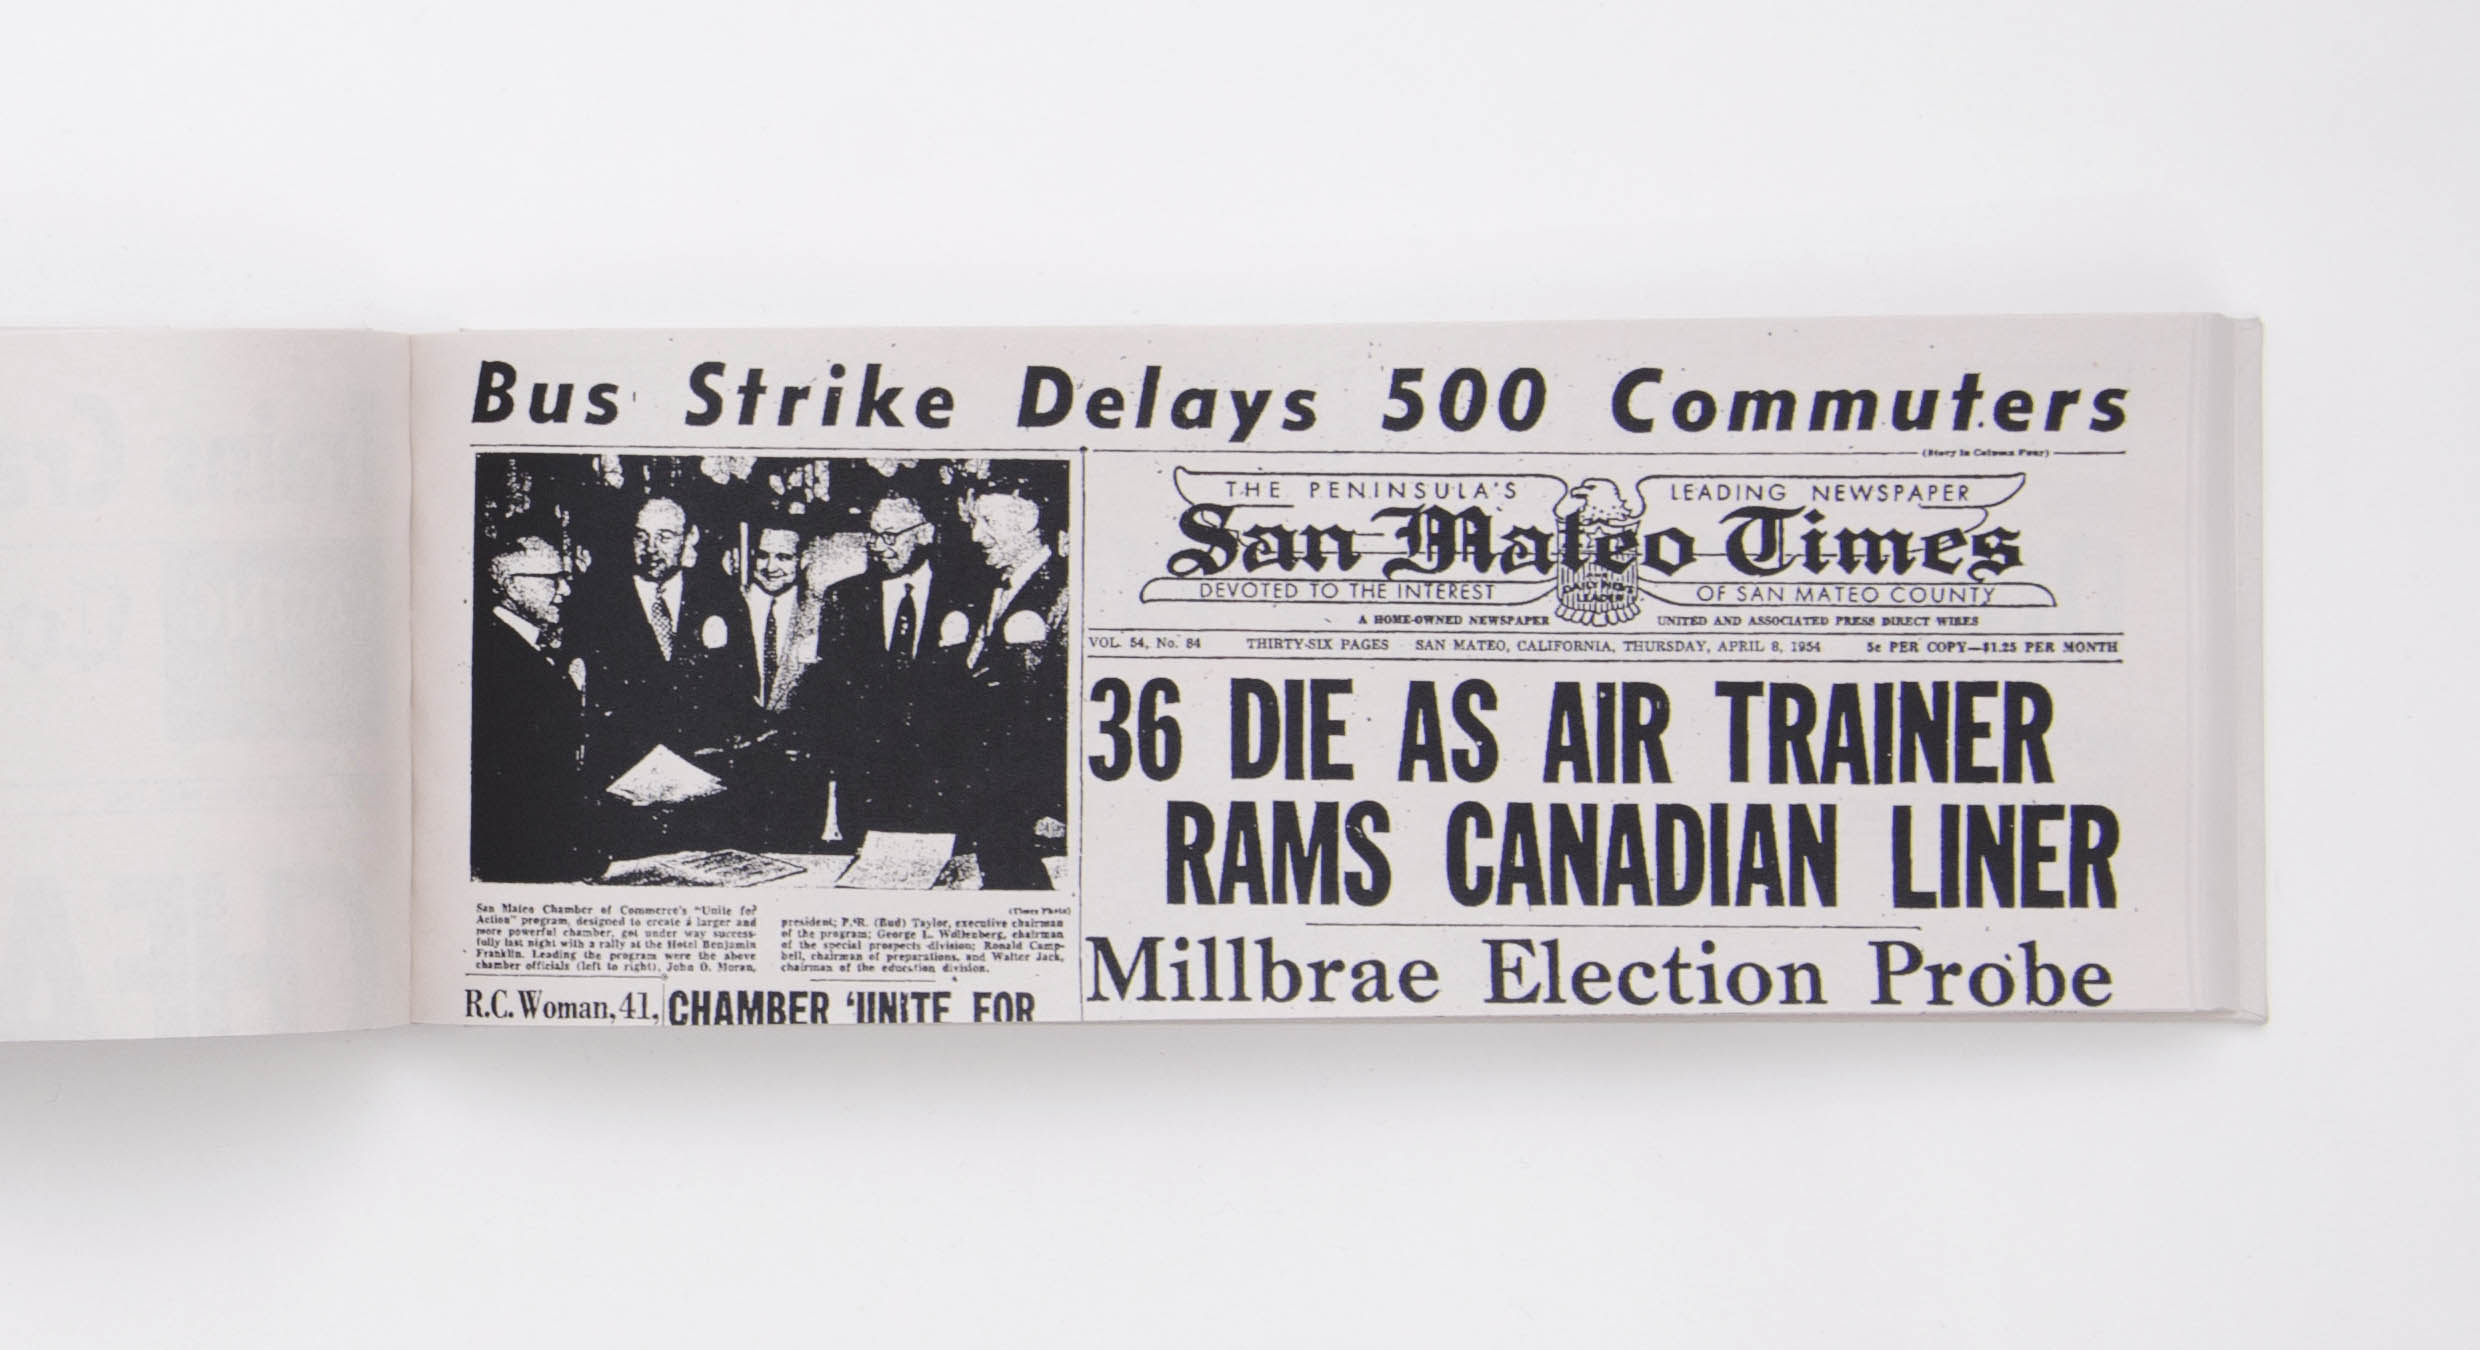 Bus Strike Delays 500 Commuters
(Story in Column Four)
THE PENINSULA'S LEADING NEWSPAPER
San Mateo Times
DEVOTED TO THE INTEREST OF SAN MATEO COUNTY
A HOME-OWNED NEWSPAPER UNITED AND ASSOCIATED PRESS DIRECT WIRES
VOL. 54, No. 84 THIRTY-SIX PAGES SAN MATEO, CALIFORNIA, THURSDAY, APRIL 8, 1954 5c PER COPY—$1.25 PER MONTH
36 DIE AS AIR TRAINER
RAMS CANADIAN LINER
Millbrae Election Probe
(Times Photo)
San Mateo Chamber of Commerce's "Unite for
Action" program, designed to create a larger and
more powerful chamber, got under way success-
fully last night with a rally at the Hotel Benjamin
Franklin. Leading the program were the above
chamber officials (left to right), John O. Moran,
president; P. R. (Bud) Taylor, executive chairman
of the program; George L. Wollenberg, chairman
of the special prospects division; Ronald Camp-
bell, chairman of preparations, and Walter Jack,
chairman of the education division.
R.C. Woman, 41,
CHAMBER 'UNITE FOR